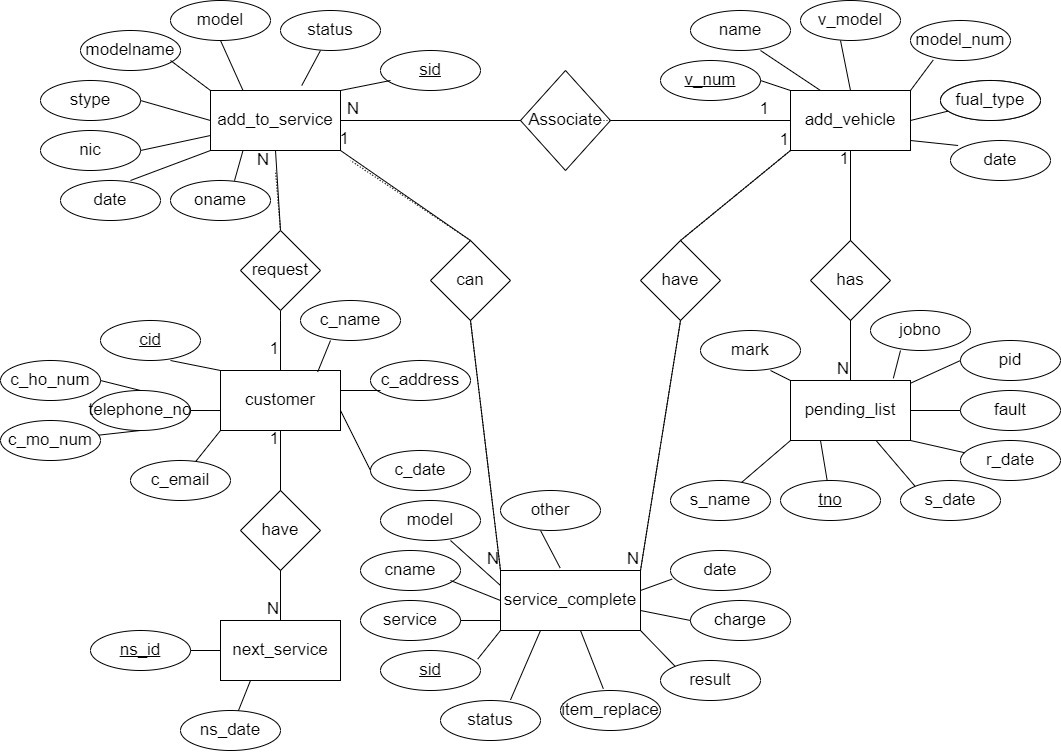 model
v_model
status
name
model_num
modelname
sid
v_num
stype
fual_type
N
1
add_to_service
Associate
add_vehicle
1
1
nic
N
1
date
date
oname
request
can
have
has
c_name
jobno
cid
1
mark
pid
N
c_ho_num
c_address
customer
telephone_no
pending_list
fault
c_mo_num
1
r_date
c_email
c_date
s_name
tno
s_date
other
model
have
N
N
cname
date
service_complete
N
service
charge
ns_id
next_service
sid
result
item_replace
status
ns_date